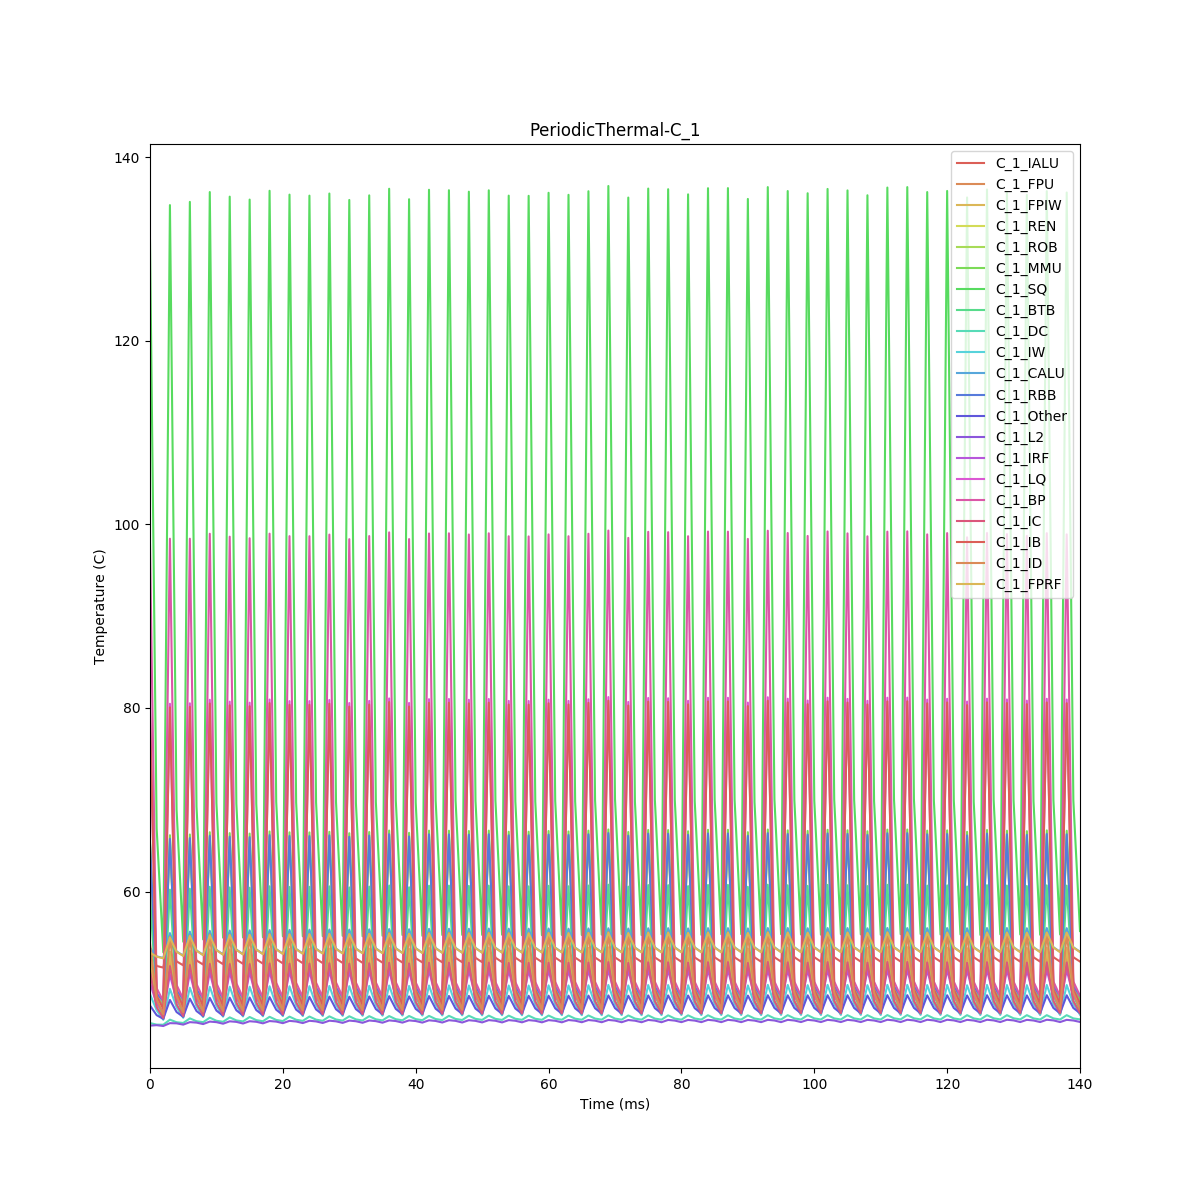 PeriodicThermal-C_1
140
120
100
80
60
Temperature (C)
C_1_IALU
C_1_FPU
C_1_FPIW
C_1_REN
C_1_ROB
C_1_MMU
C_1_SQ
C_1_BTB
C_1_DC
C_1_IW
C_1_CALU
C_1_RBB
C_1_Other
C_1_L2
C_1_IRF
C_1_LQ
C_1_BP
C_1_IC
C_1_IB
C_1_ID
C_1_FPRF
0 20 40 60 80 100 120 140
Time (ms)